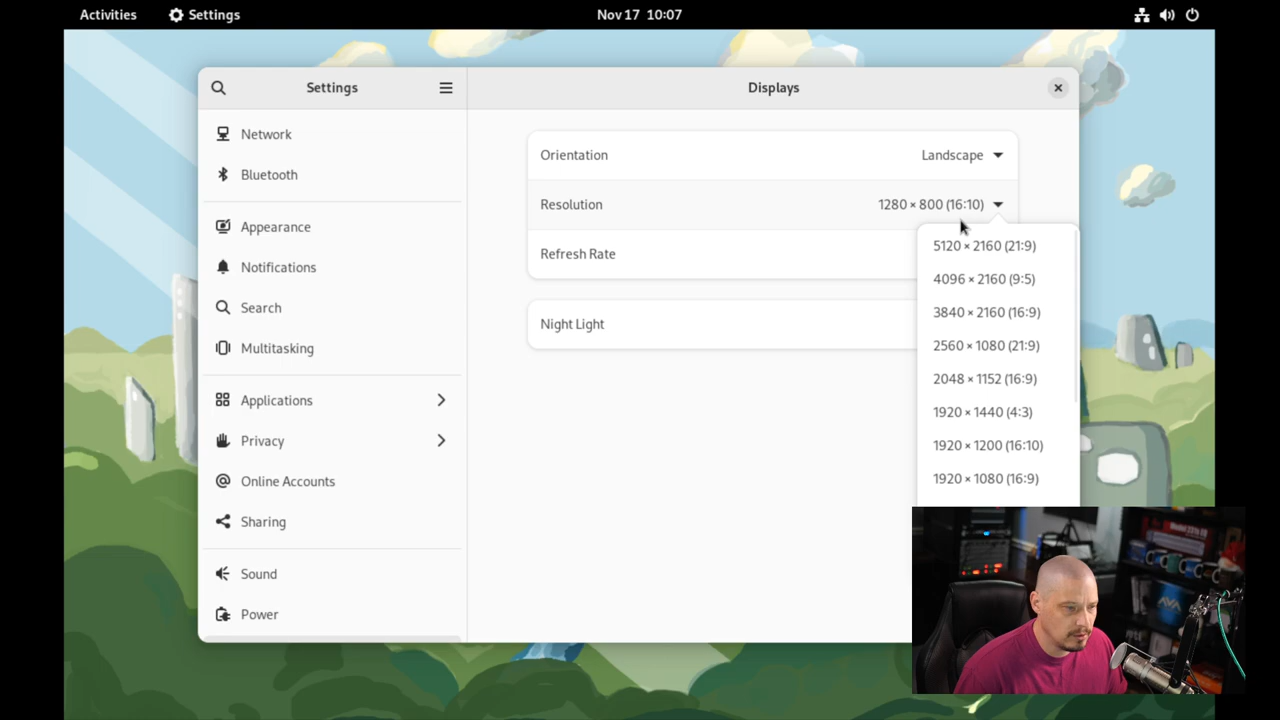 Activities
Settings
Nov 17 10:07
Settings
Displays
Network
Bluetooth
Appearance
Notifications
Search
Multitasking
Applications
Privacy
Online Accounts
Sharing
Sound
Power
Orientation
Landscape
Resolution
1280 × 800 (16:10)
Refresh Rate
Night Light
5120 × 2160 (21:9)
4096 × 2160 (9:5)
3840 × 2160 (16:9)
2560 × 1080 (21:9)
2048 × 1152 (16:9)
1920 × 1440 (4:3)
1920 × 1200 (16:10)
1920 × 1080 (16:9)
AVA